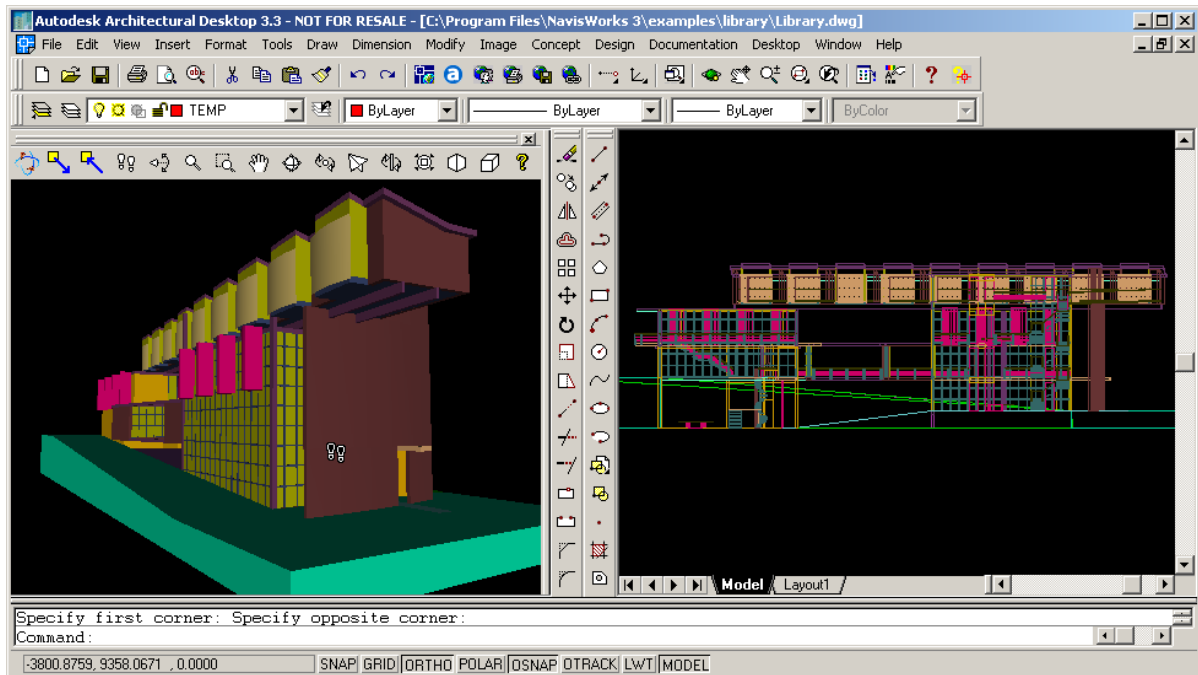 Autodesk Architectural Desktop 3.3 - NOT FOR RESALE - [C:\Program Files\NavisWorks 3\examples\library\Library.dwg]
File Edit View Insert Format Tools Draw Dimension Modify Image Concept Design Documentation Desktop Window Help
TEMP ByLayer ByLayer ByLayer ByColor
Model Layout1
Specify first corner: Specify opposite corner:
Command:
-3800.8759, 9358.0671 , 0.0000 SNAP GRID ORTHO POLAR OSNAP OTRACK LWT MODEL